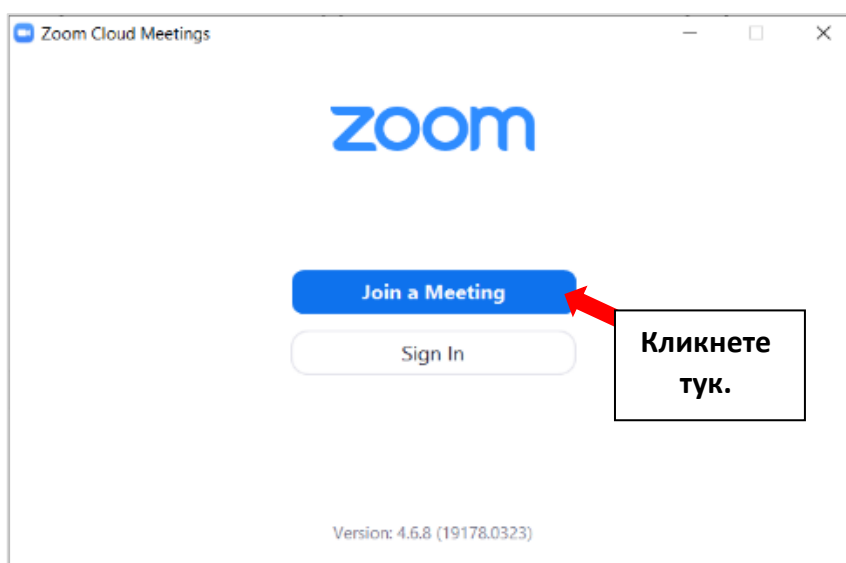 Zoom Cloud Meetings
zoom
Join a Meeting
Sign In
Кликнете
тук.
Version: 4.6.8 (19178.0323)